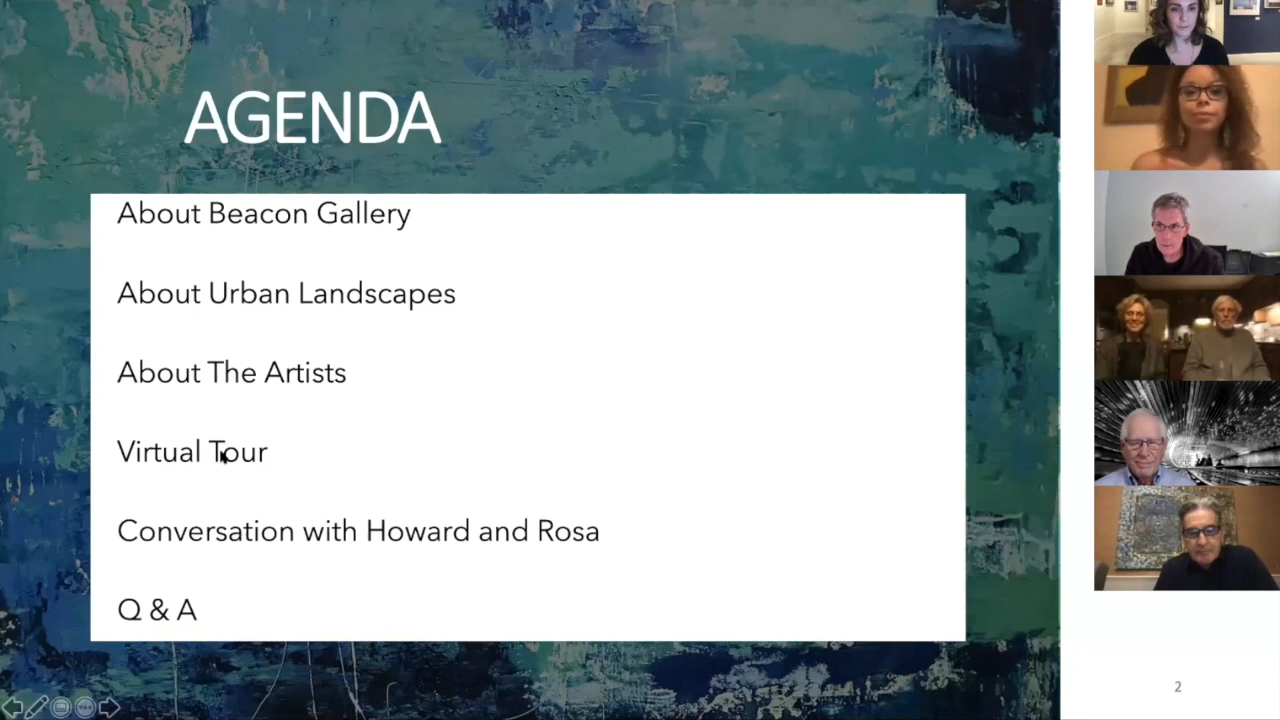 AGENDA
About Beacon Gallery
About Urban Landscapes
About The Artists
Virtual Tour
Conversation with Howard and Rosa
Q & A
2